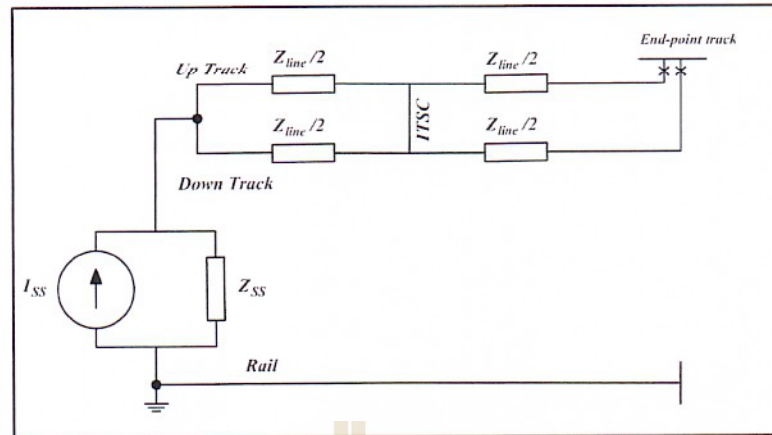 End-point track
Up Track
Z_line/2
Z_line/2
ITSC
Z_line/2
Z_line/2
Down Track
I_SS
Z_SS
Rail